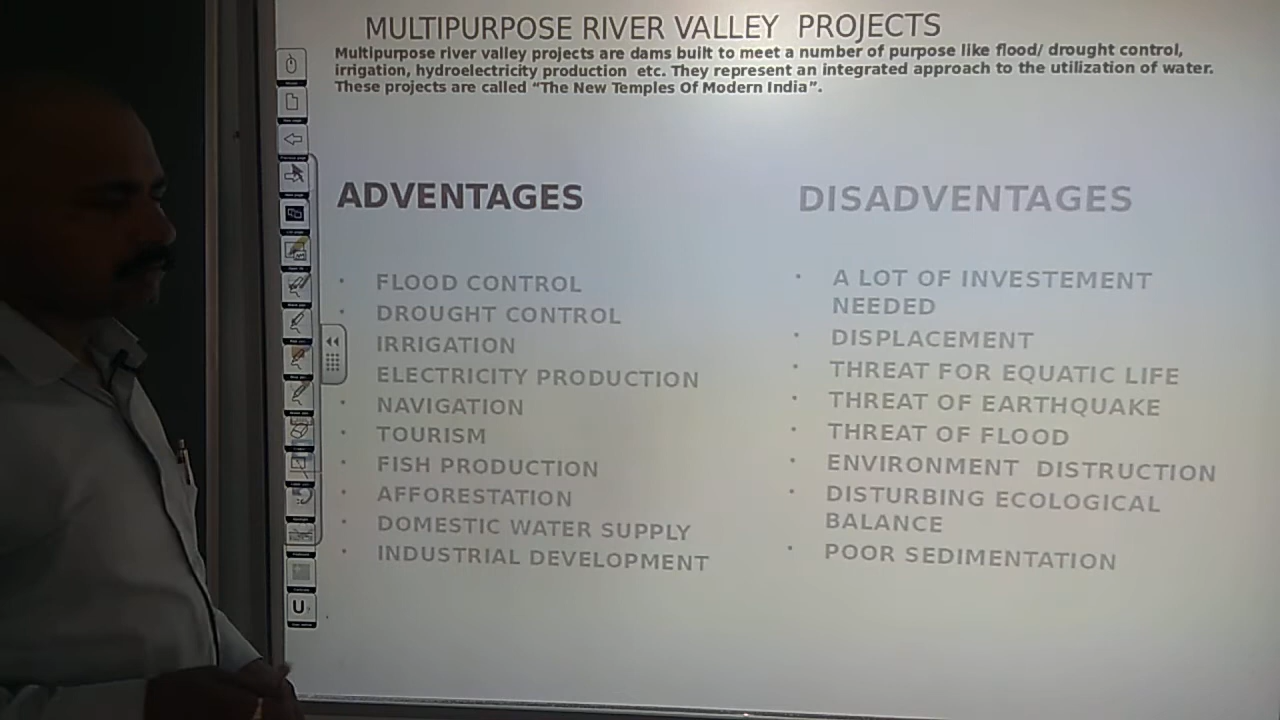 MULTIPURPOSE RIVER VALLEY PROJECTS
Multipurpose river valley projects are dams built to meet a number of purpose like flood/ drought control,
irrigation, hydroelectricity production etc. They represent an integrated approach to the utilization of water.
These projects are called “The New Temples Of Modern India”.
ADVENTAGES
FLOOD CONTROL
DROUGHT CONTROL
IRRIGATION
ELECTRICITY PRODUCTION
NAVIGATION
TOURISM
FISH PRODUCTION
AFFORESTATION
DOMESTIC WATER SUPPLY
INDUSTRIAL DEVELOPMENT
DISADVENTAGES
A LOT OF INVESTEMENT
NEEDED
DISPLACEMENT
THREAT FOR EQUATIC LIFE
THREAT OF EARTHQUAKE
THREAT OF FLOOD
ENVIRONMENT DISTRUCTION
DISTURBING ECOLOGICAL
BALANCE
POOR SEDIMENTATION